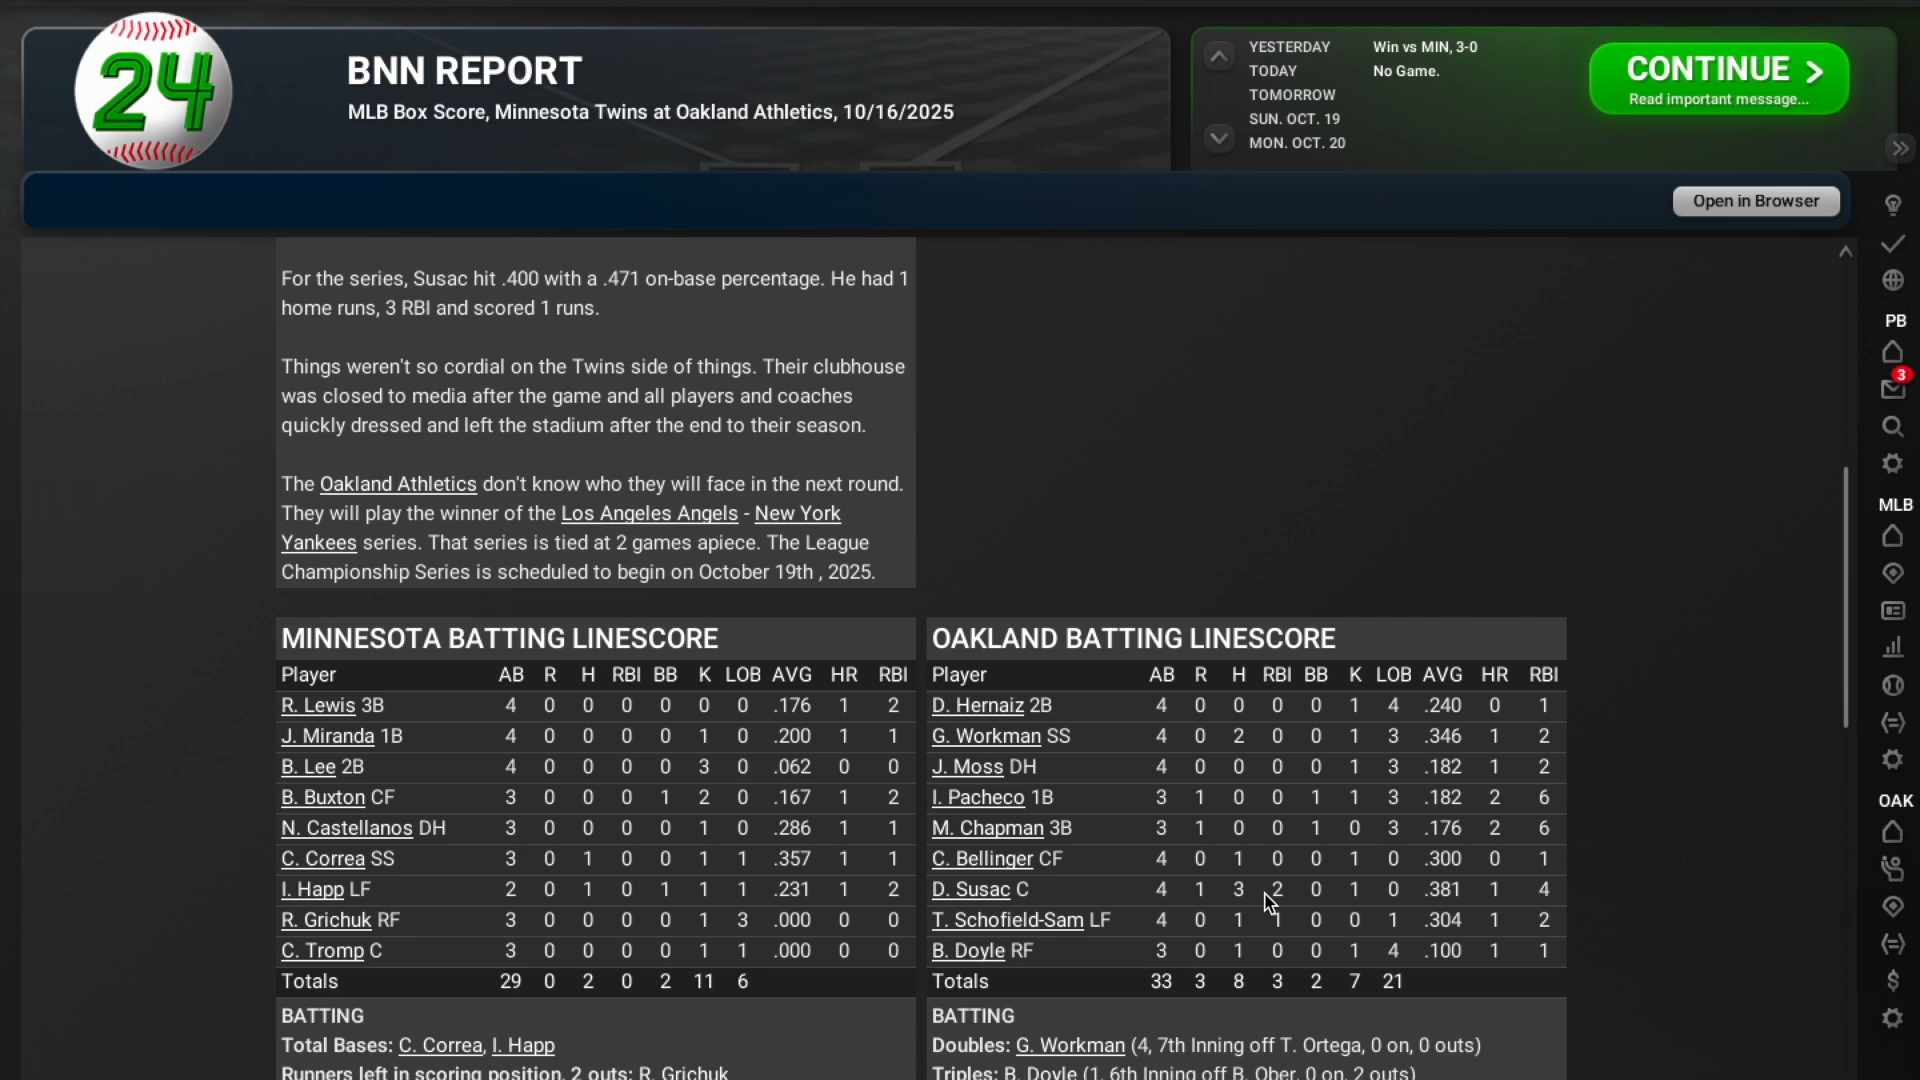 24
BNN REPORT
MLB Box Score, Minnesota Twins at Oakland Athletics, 10/16/2025
YESTERDAY Win vs MIN, 3-0
TODAY No Game.
TOMORROW
SUN. OCT. 19
MON. OCT. 20
CONTINUE
Read important message...
Open in Browser
For the series, Susac hit .400 with a .471 on-base percentage. He had 1
home runs, 3 RBI and scored 1 runs.
Things weren't so cordial on the Twins side of things. Their clubhouse
was closed to media after the game and all players and coaches
quickly dressed and left the stadium after the end to their season.
The Oakland Athletics don't know who they will face in the next round.
They will play the winner of the Los Angeles Angels - New York
Yankees series. That series is tied at 2 games apiece. The League
Championship Series is scheduled to begin on October 19th , 2025.
MINNESOTA BATTING LINESCORE
Player AB R H RBI BB K LOB AVG HR RBI
R. Lewis 3B 4 0 0 0 0 0 0 .176 1 2
J. Miranda 1B 4 0 0 0 0 1 0 .200 1 1
B. Lee 2B 4 0 0 0 0 3 0 .062 0 0
B. Buxton CF 3 0 0 0 1 2 0 .167 1 2
N. Castellanos DH 3 0 0 0 0 1 0 .286 1 1
C. Correa SS 3 0 1 0 0 1 1 .357 1 1
I. Happ LF 2 0 1 0 1 1 1 .231 1 2
R. Grichuk RF 3 0 0 0 0 1 3 .000 0 0
C. Tromp C 3 0 0 0 0 1 1 .000 0 0
Totals 29 0 2 0 2 11 6
BATTING
Total Bases: C. Correa, I. Happ
Runners left in scoring position, 2 outs: R. Grichuk
OAKLAND BATTING LINESCORE
Player AB R H RBI BB K LOB AVG HR RBI
D. Hernaiz 2B 4 0 0 0 0 1 4 .240 0 1
G. Workman SS 4 0 2 0 0 1 3 .346 1 2
J. Moss DH 4 0 0 0 0 1 3 .182 1 2
I. Pacheco 1B 3 1 0 0 1 1 3 .182 2 6
M. Chapman 3B 3 1 0 0 1 0 3 .176 2 6
C. Bellinger CF 4 0 1 0 0 1 0 .300 0 1
D. Susac C 4 1 3 2 0 1 0 .381 1 4
T. Schofield-Sam LF 4 0 1 1 0 0 1 .304 1 2
B. Doyle RF 3 0 1 0 0 1 4 .100 1 1
Totals 33 3 8 3 2 7 21
BATTING
Doubles: G. Workman (4, 7th Inning off T. Ortega, 0 on, 0 outs)
Triples: B. Doyle (1, 6th Inning off B. Ober, 0 on, 2 outs)
PB
3
MLB
OAK